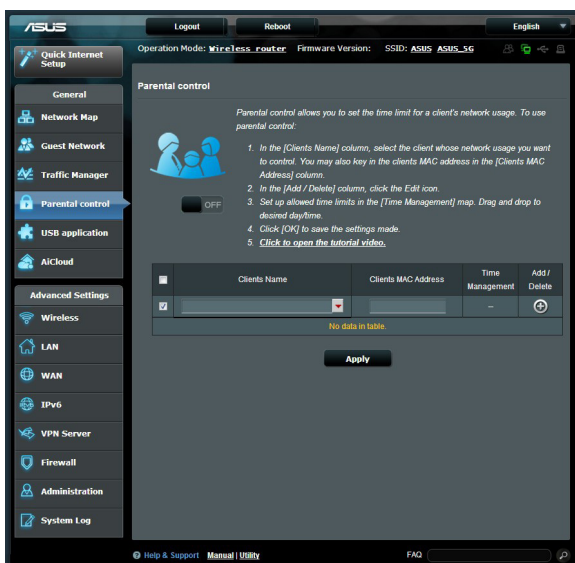 ASUS
Logout
Reboot
English
Quick Internet
Setup
Operation Mode: Wireless router Firmware Version: SSID: ASUS ASUS_5G
General
Network Map
Guest Network
Traffic Manager
Parental control
USB application
AiCloud
Advanced Settings
Wireless
LAN
WAN
IPv6
VPN Server
Firewall
Administration
System Log
Parental control
Parental control allows you to set the time limit for a client's network usage. To use
parental control:
1. In the [Clients Name] column, select the client whose network usage you want
to control. You may also key in the clients MAC address in the [Clients MAC
Address] column.
2. In the [Add / Delete] column, click the Edit icon.
3. Set up allowed time limits in the [Time Management] map. Drag and drop to
desired day/time.
4. Click [OK] to save the settings made.
5. Click to open the tutorial video.
OFF
Clients Name
Clients MAC Address
Time
Management
Add /
Delete
--
No data in table.
Apply
Help & Support Manual | Utility
FAQ